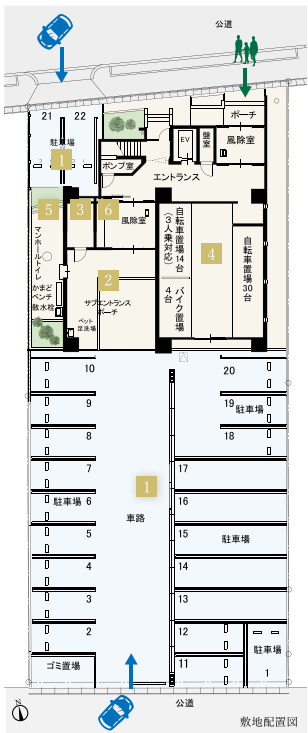 公道
21
22
駐車場
1
ポーチ
EV
盤室
風除室
ポンプ室
エントランス
5
3
6
風除室
マンホールトイレ
かまど
ベンチ
散水栓
2
サブエントランス
ポーチ
ペット
足洗場
自転車置場14台
(3人乗対応)
バイク置場
4台
4
自転車置場
30台
10
9
8
7
駐車場 6
5
4
3
2
ゴミ置場
1
車路
20
19
駐車場
18
17
16
15
駐車場
14
13
12
11
駐車場
1
公道
N
敷地配置図